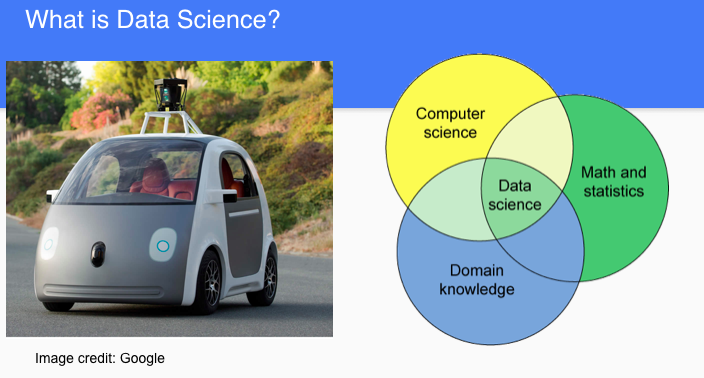 What is Data Science?
Computer
science
Math and
statistics
Data
science
Domain
knowledge
Image credit: Google